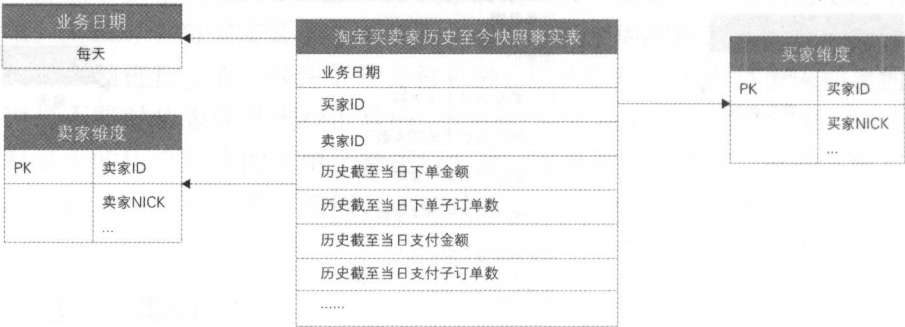 业务日期
每天
卖家维度
PK 卖家ID
卖家NICK
...
淘宝买卖家历史至今快照事实表
业务日期
买家ID
卖家ID
历史截至当日下单金额
历史截至当日下单子订单数
历史截至当日支付金额
历史截至当日支付子订单数
......
买家维度
PK 买家ID
买家NICK
...